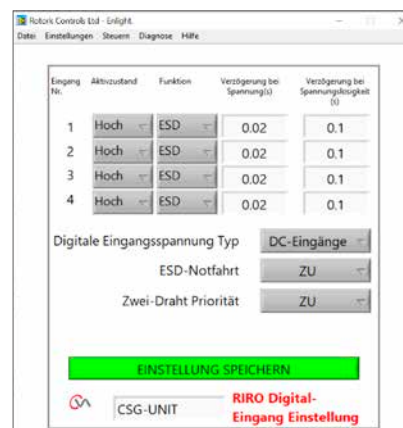 Rotork Controls Ltd - Enlight.
Datei Einstellungen Steuern Diagnose Hilfe
Eingang Nr. Aktivzustand Funktion Verzögerung bei Spannung(s) Verzögerung bei Spannungslosigkeit (s)
1 Hoch ESD 0.02 0.1
2 Hoch ESD 0.02 0.1
3 Hoch ESD 0.02 0.1
4 Hoch ESD 0.02 0.1
Digitale Eingangsspannung Typ DC-Eingänge
ESD-Notfahrt ZU
Zwei-Draht Priorität ZU
EINSTELLUNG SPEICHERN
CSG-UNIT
RIRO Digital-
Eingang Einstellung